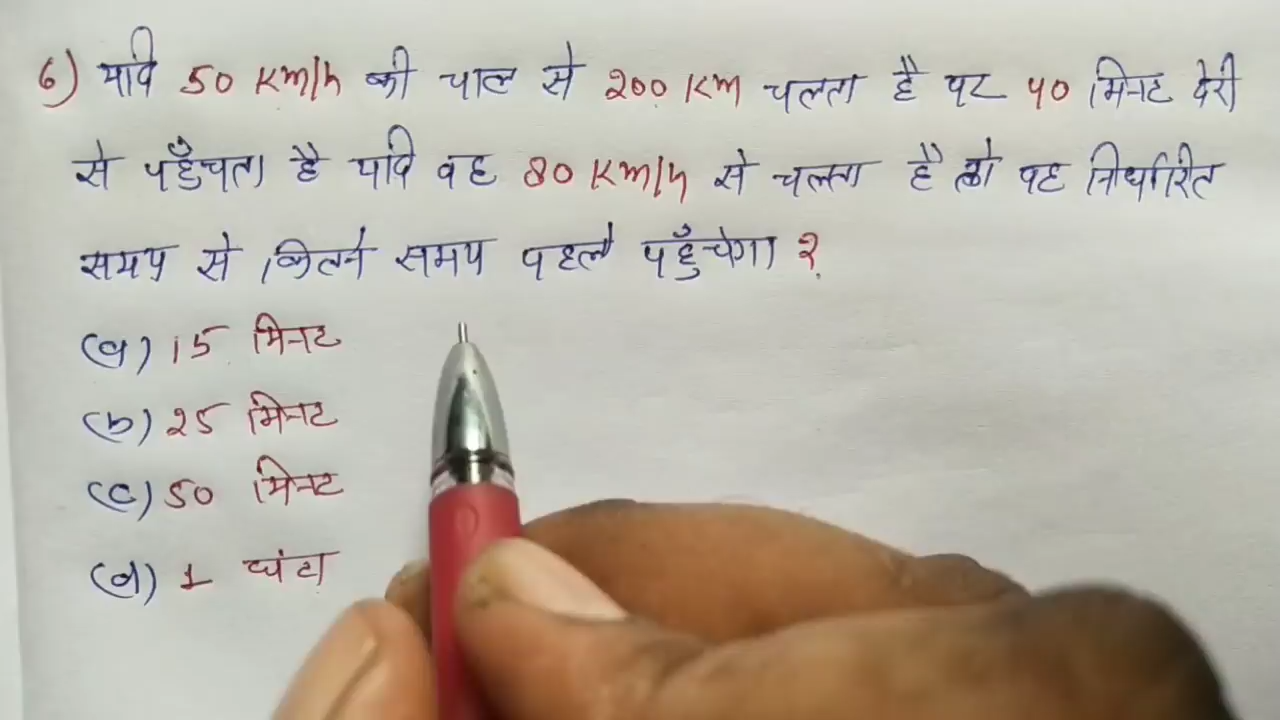 6) यदि 50 Km/h की चाल से 200 Km चलता है पर 40 मिनट देरी
से पहुँचता है यदि वह 80 Km/h से चलता है तो वह निर्धारित
समय से कितने समय पहले पहुँचेगा ?
(a) 15 मिनट
(b) 25 मिनट
(c) 50 मिनट
(d) 1 घंटा